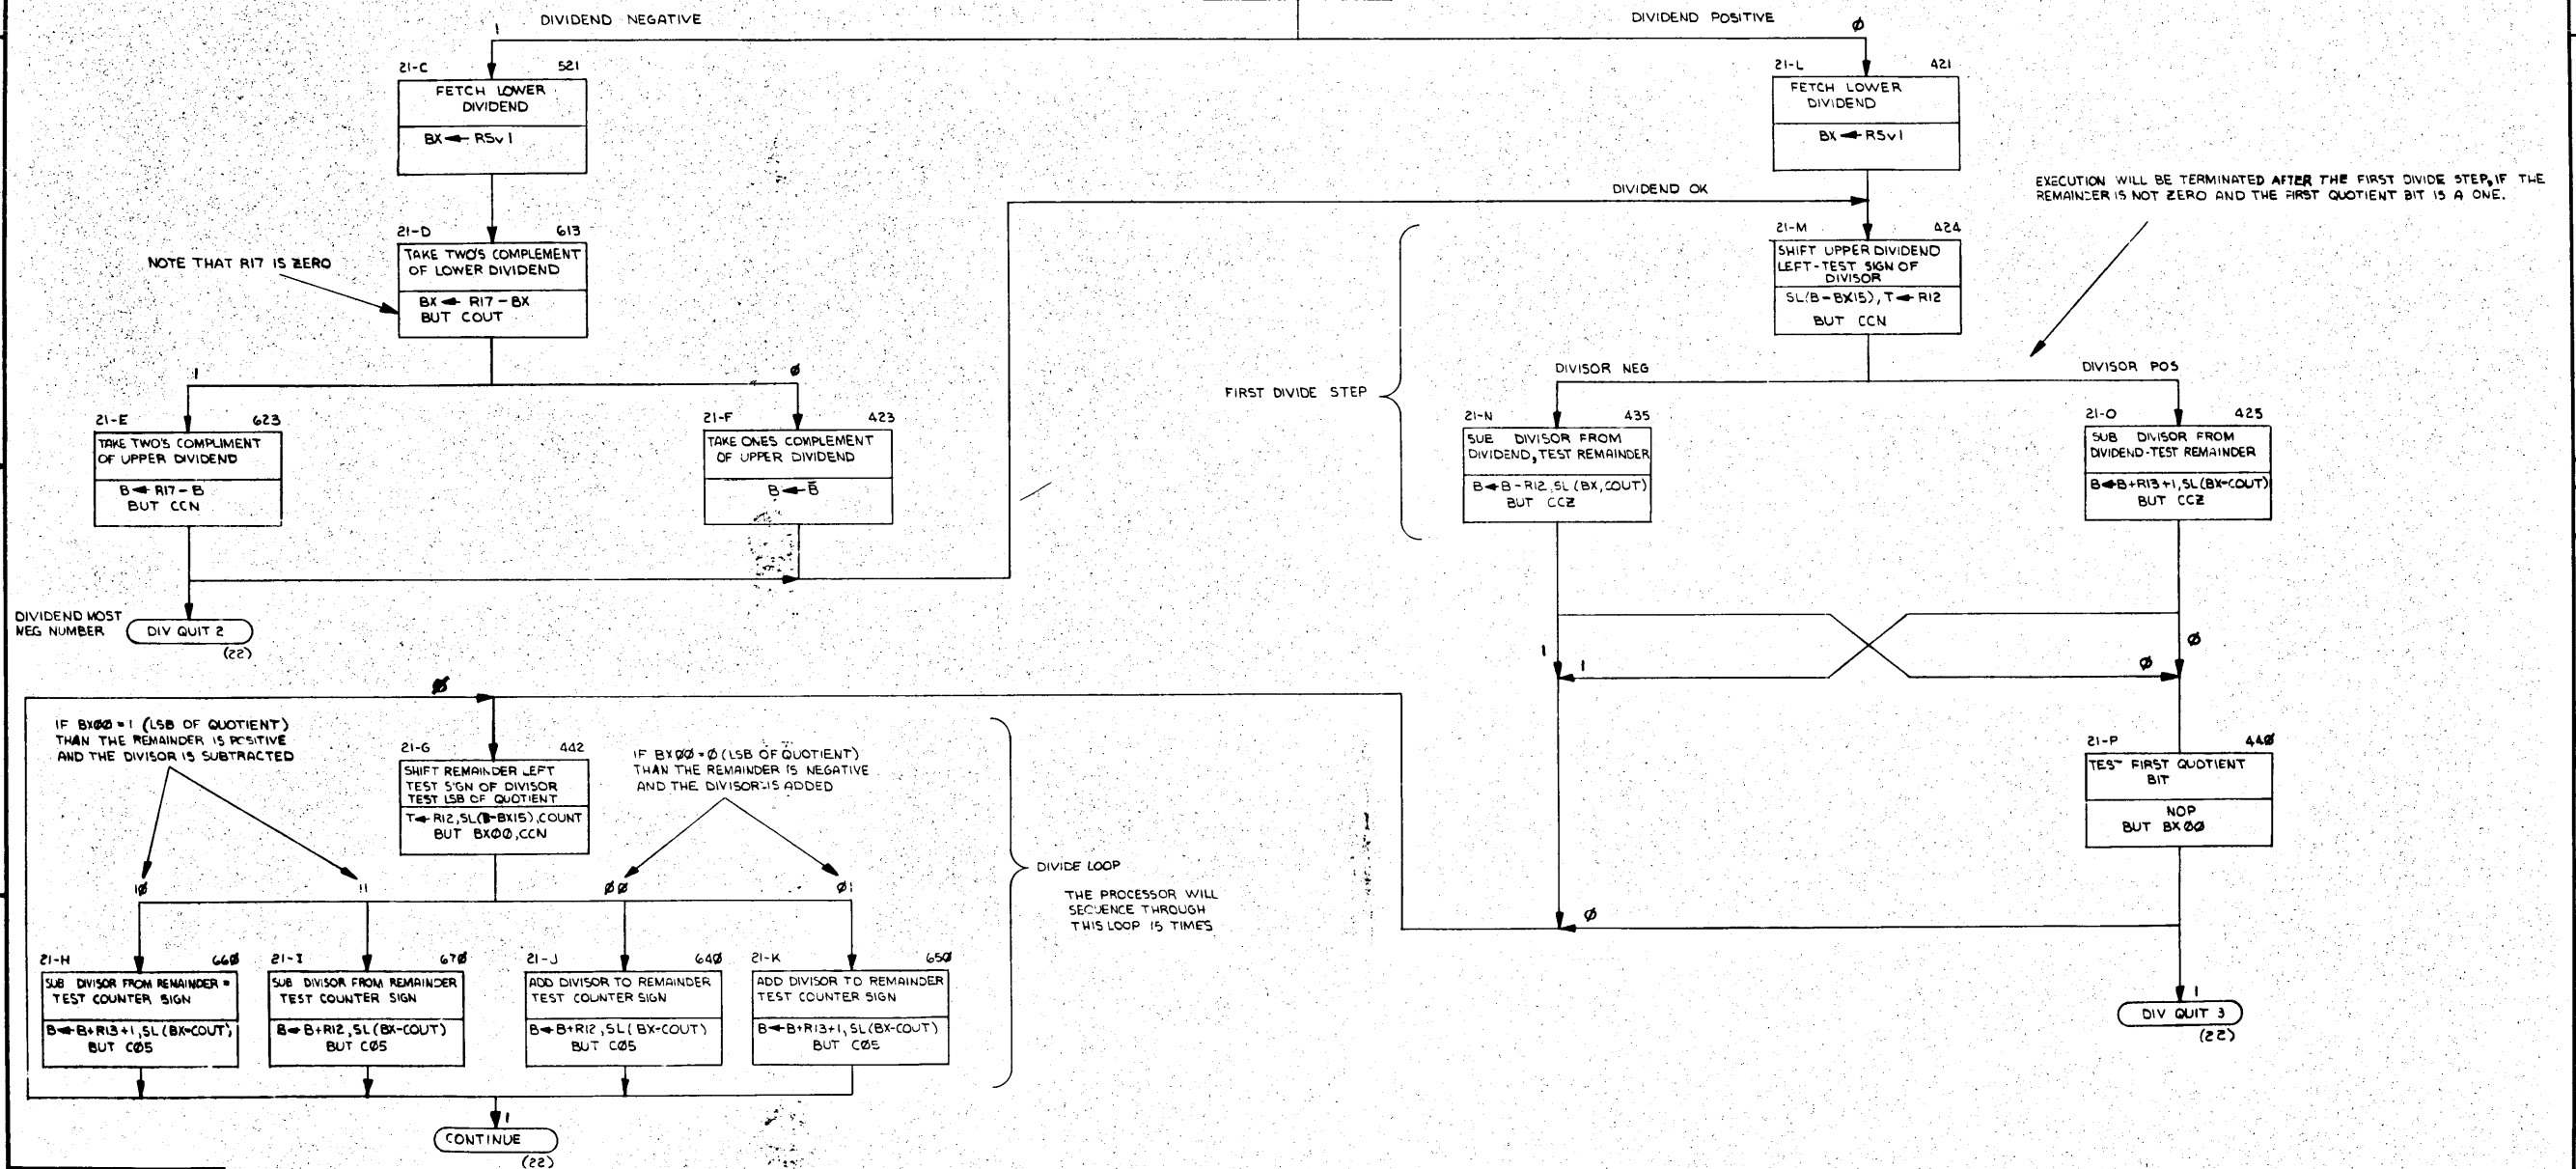 DIVIDEND NEGATIVE
1
DIVIDEND POSITIVE
Ø
21-C 521
FETCH LOWER
DIVIDEND
BX ← RSv1
21-L 421
FETCH LOWER
DIVIDEND
BX ← RSv1
DIVIDEND OK
EXECUTION WILL BE TERMINATED AFTER THE FIRST DIVIDE STEP, IF THE
REMAINDER IS NOT ZERO AND THE FIRST QUOTIENT BIT IS A ONE.
NOTE THAT R17 IS ZERO
21-D 613
TAKE TWO'S COMPLEMENT
OF LOWER DIVIDEND
BX ← R17 - BX
BUT COUT
21-M 424
SHIFT UPPER DIVIDEND
LEFT-TEST SIGN OF
DIVISOR
SL(B-BX15), T ← R12
BUT CCN
FIRST DIVIDE STEP
1
Ø
DIVISOR NEG
DIVISOR POS
21-E 623
TAKE TWO'S COMPLIMENT
OF UPPER DIVIDEND
B ← R17 - B
BUT CCN
21-F 423
TAKE ONES COMPLEMENT
OF UPPER DIVIDEND
B ← B̅
21-N 435
SUB DIVISOR FROM
DIVIDEND, TEST REMAINDER
B ← B - R12, SL (BX, COUT)
BUT CCZ
21-O 425
SUB DIVISOR FROM
DIVIDEND-TEST REMAINDER
B ← B+R13+1, SL(BX-COUT)
BUT CCZ
DIVIDEND MOST
NEG NUMBER
DIV QUIT 2
(22)
1
1
Ø
Ø
Ø
IF BXØØ = 1 (LSB OF QUOTIENT)
THAN THE REMAINDER IS POSITIVE
AND THE DIVISOR IS SUBTRACTED
21-G 442
SHIFT REMAINDER LEFT
TEST SIGN OF DIVISOR
TEST LSB OF QUOTIENT
T ← R12, SL(B-BX15), COUNT
BUT BXØØ, CCN
IF BXØØ = Ø (LSB OF QUOTIENT)
THAN THE REMAINDER IS NEGATIVE
AND THE DIVISOR IS ADDED
21-P 44Ø
TEST FIRST QUOTIENT
BIT
NOP
BUT BXØØ
DIVIDE LOOP
THE PROCESSOR WILL
SEQUENCE THROUGH
THIS LOOP 15 TIMES
1Ø
11
ØØ
Ø1
Ø
21-H 66Ø
SUB DIVISOR FROM REMAINDER
TEST COUNTER SIGN
B ← B+R13+1, SL (BX-COUT)
BUT CØ5
21-I 67Ø
SUB DIVISOR FROM REMAINDER
TEST COUNTER SIGN
B ← B+R12, SL (BX-COUT)
BUT CØ5
21-J 64Ø
ADD DIVISOR TO REMAINDER
TEST COUNTER SIGN
B ← B+R12, SL (BX-COUT)
BUT CØ5
21-K 65Ø
ADD DIVISOR TO REMAINDER
TEST COUNTER SIGN
B ← B+R13+1, SL (BX-COUT)
BUT CØ5
1
DIV QUIT 3
(22)
1
CONTINUE
(22)